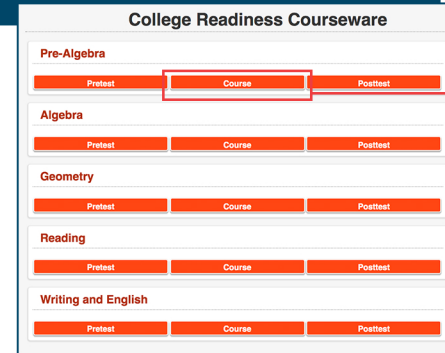 College Readiness Courseware
Pre-Algebra
Pretest Course Posttest
Algebra
Pretest Course Posttest
Geometry
Pretest Course Posttest
Reading
Pretest Course Posttest
Writing and English
Pretest Course Posttest